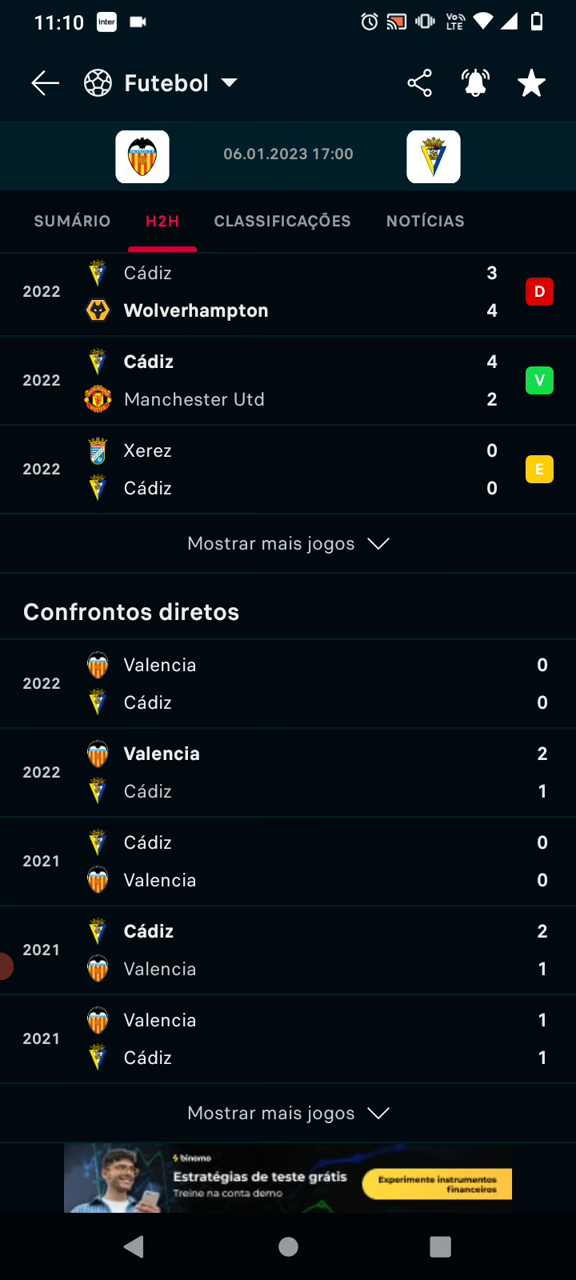 11:10 inter Vo LTE
Futebol
06.01.2023 17:00
SUMÁRIO H2H CLASSIFICAÇÕES NOTÍCIAS
2022
Cádiz 3
Wolverhampton 4
D
2022
Cádiz 4
Manchester Utd 2
V
2022
Xerez 0
Cádiz 0
E
Mostrar mais jogos
Confrontos diretos
2022
Valencia 0
Cádiz 0
2022
Valencia 2
Cádiz 1
2021
Cádiz 0
Valencia 0
2021
Cádiz 2
Valencia 1
2021
Valencia 1
Cádiz 1
Mostrar mais jogos
binomo
Estratégias de teste grátis
Treine na conta demo
Experimente instrumentos
financeiros